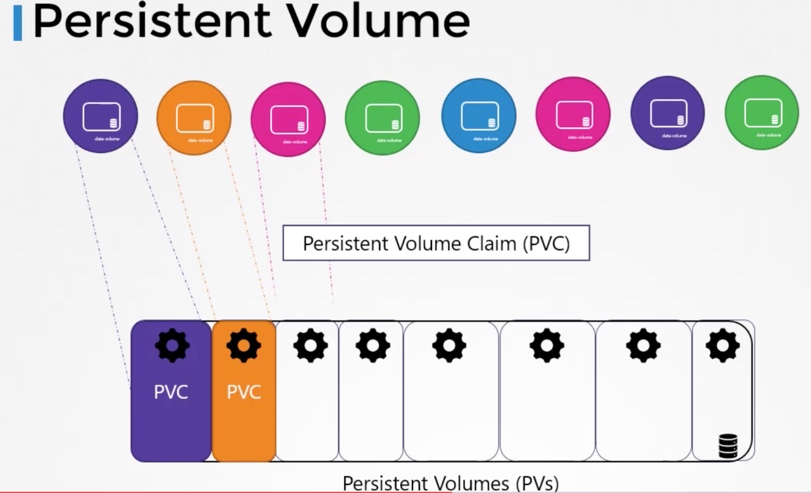 Persistent Volume
data volume
data volume
data volume
data volume
data volume
data volume
data volume
data volume
Persistent Volume Claim (PVC)
PVC
PVC
Persistent Volumes (PVs)